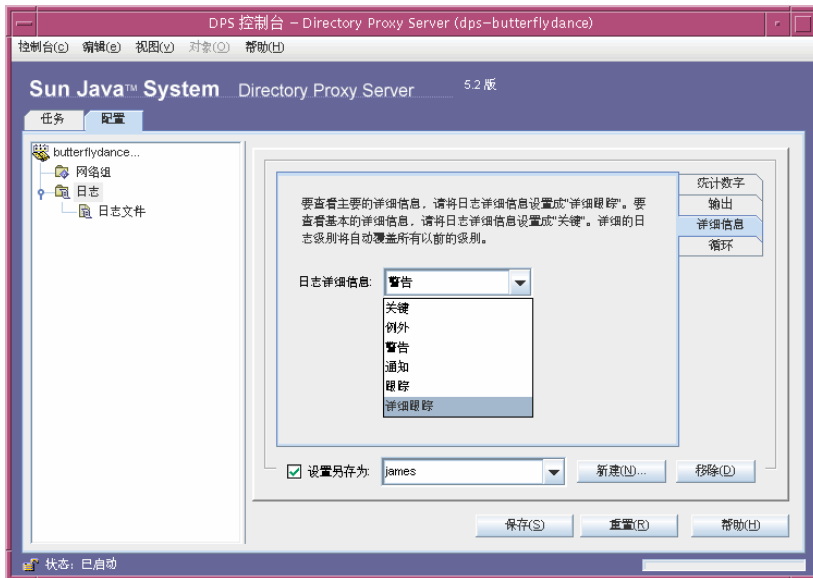 DPS 控制台 – Directory Proxy Server (dps-butterflydance)
控制台(C) 编辑(e) 视图(V) 对象(O) 帮助(H)
Sun Java™ System Directory Proxy Server 5.2 版
任务 配置
butterflydance...
网络组
日志
日志文件
统计数字
输出
详细信息
循环
要查看主要的详细信息，请将日志详细信息设置成"详细跟踪"。要
查看基本的详细信息，请将日志详细信息设置成"关键"。详细的日
志级别将自动覆盖所有以前的级别。
日志详细信息: 警告
关键
例外
警告
通知
跟踪
详细跟踪
设置另存为: james 新建(N)... 移除(D)
保存(S) 重置(R) 帮助(H)
状态：已启动